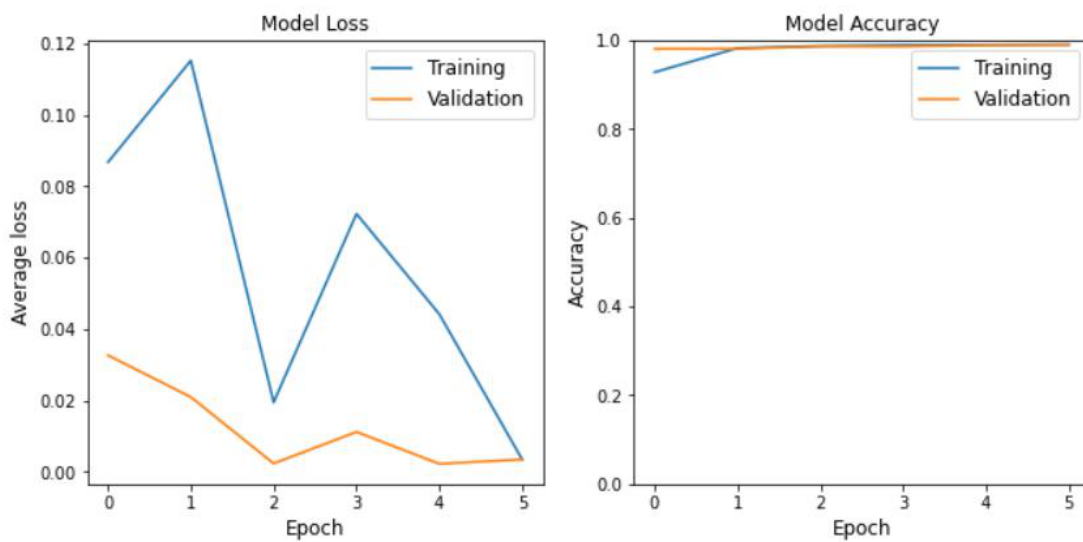 Model Loss
0.12
0.10
0.08
0.06
0.04
0.02
0.00
Average loss
Training
Validation
0 1 2 3 4 5
Epoch
Model Accuracy
1.0
0.8
0.6
0.4
0.2
0.0
Accuracy
Training
Validation
0 1 2 3 4 5
Epoch